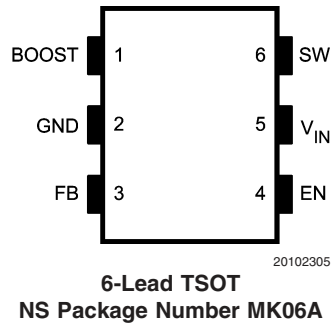 BOOST 1 6 SW
GND 2 5 VIN
FB 3 4 EN
20102305
6-Lead TSOT
NS Package Number MK06A